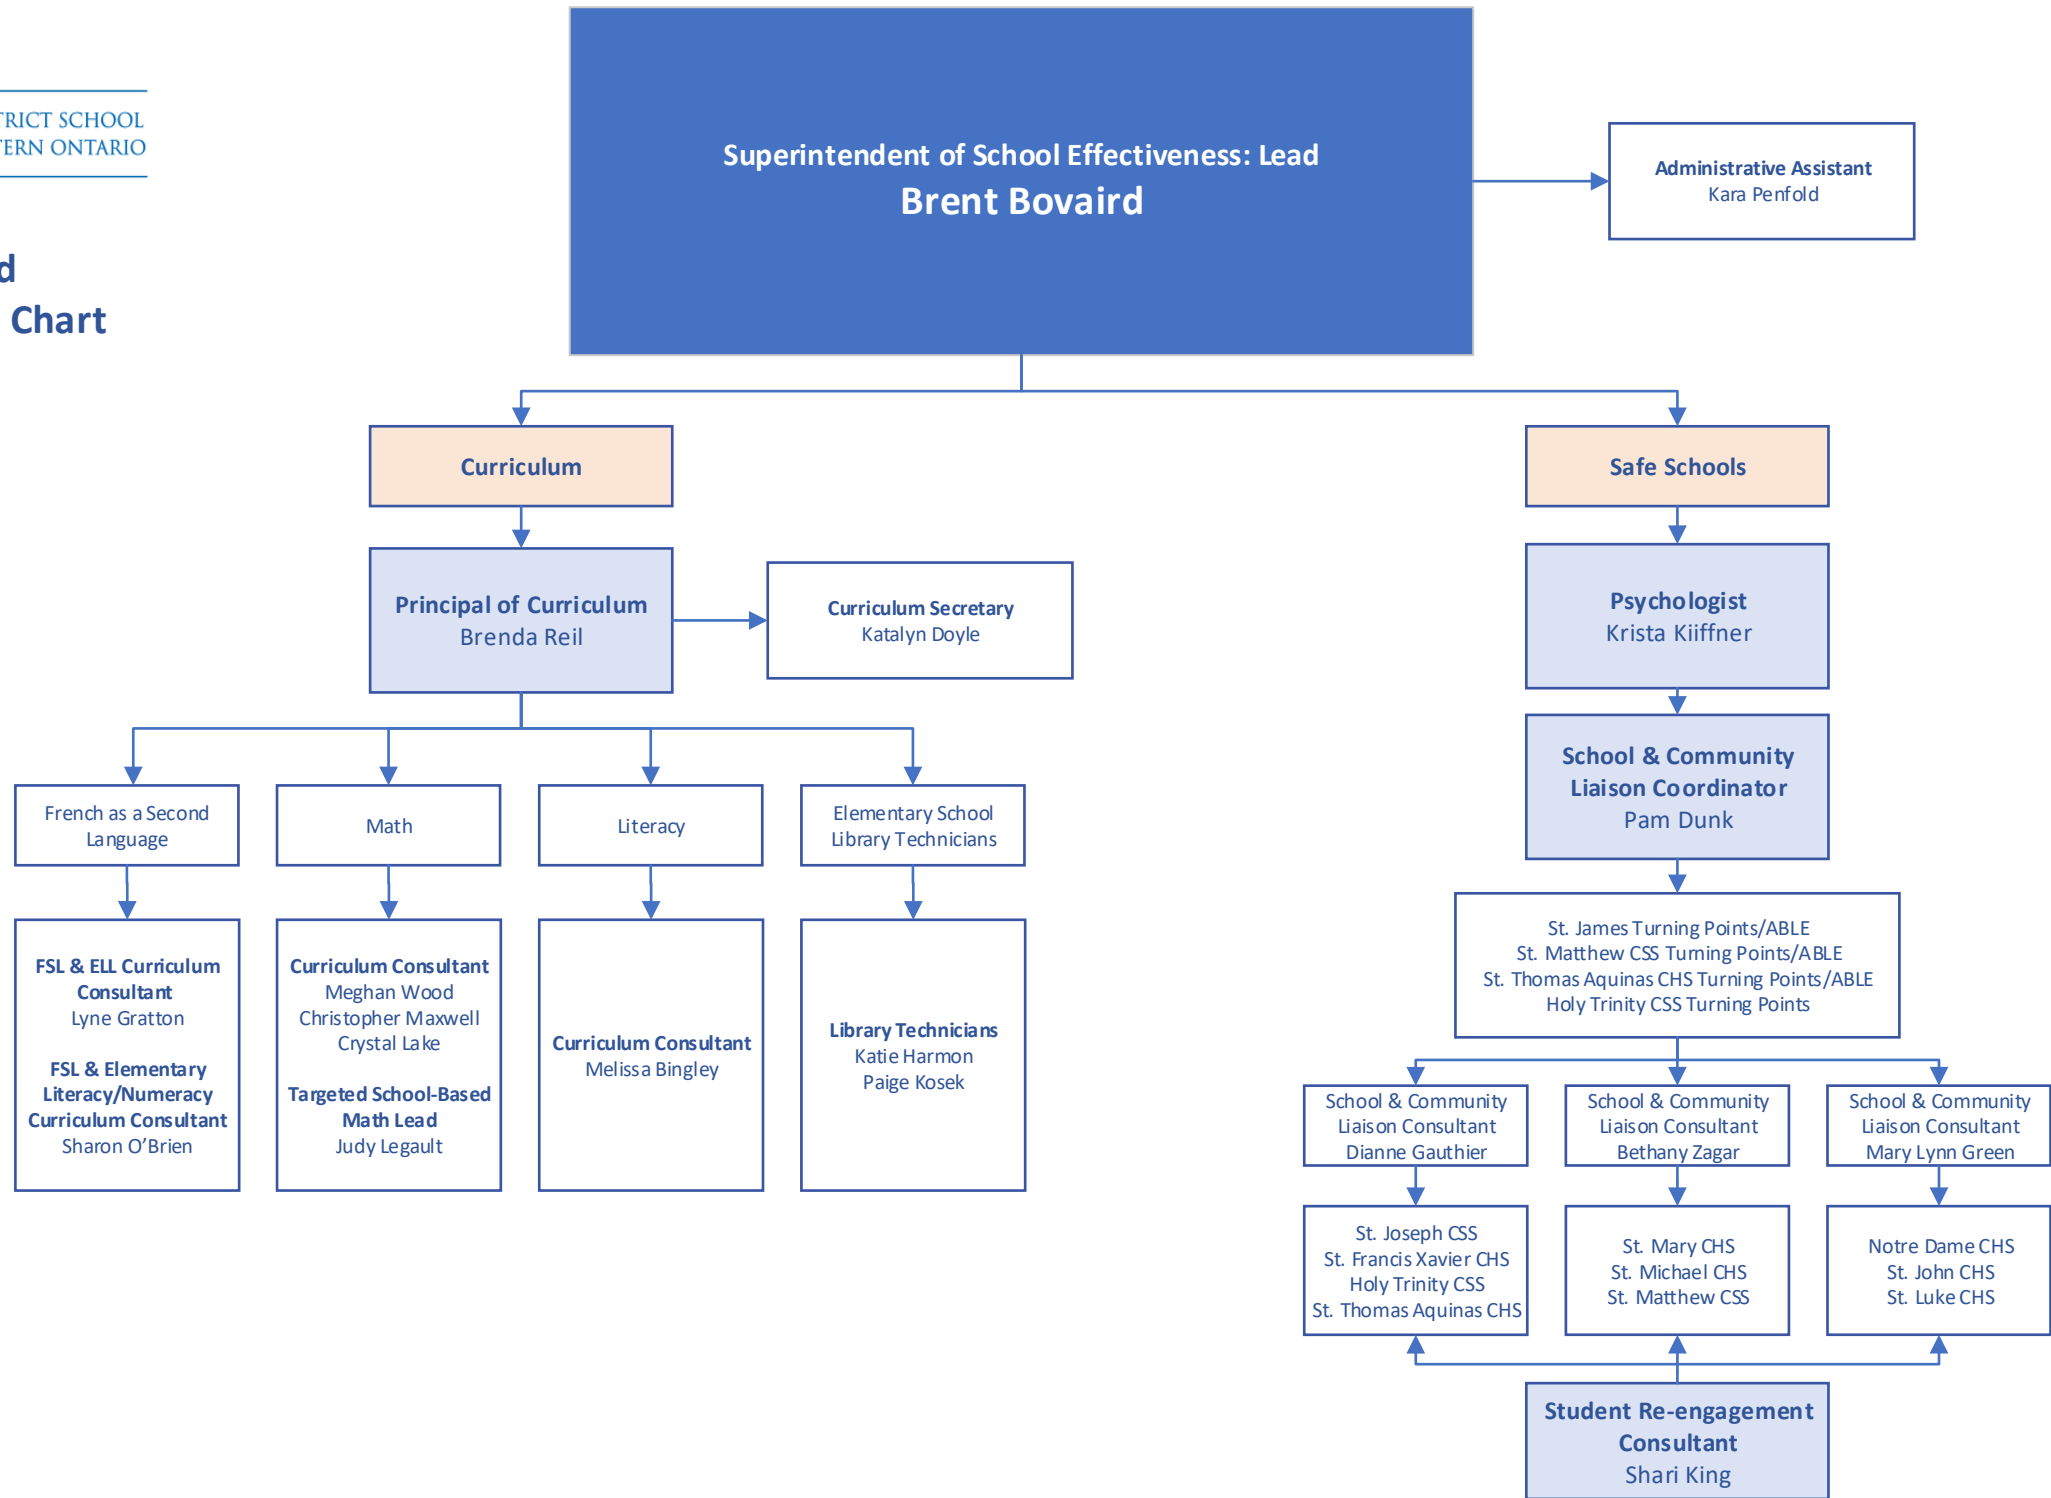 Superintendent of School Effectiveness: Lead
Brent Bovaird
Administrative Assistant
Kara Penfold
SCHOOL
ONTARIO
Chart
Curriculum
Safe Schools
Principal of Curriculum
Brenda Reil
Curriculum Secretary
Katalyn Doyle
Psychologist
Krista Kiiffner
School & Community
Liaison Coordinator
Pam Dunk
French as a Second
Language
Math
Literacy
Elementary School
Library Technicians
FSL & ELL Curriculum
Consultant
Lyne Gratton
FSL & Elementary
Literacy/Numeracy
Curriculum Consultant
Sharon O’Brien
Curriculum Consultant
Meghan Wood
Christopher Maxwell
Crystal Lake
Targeted School-Based
Math Lead
Judy Legault
Curriculum Consultant
Melissa Bingley
Library Technicians
Katie Harmon
Paige Kosek
St. James Turning Points/ABLE
St. Matthew CSS Turning Points/ABLE
St. Thomas Aquinas CHS Turning Points/ABLE
Holy Trinity CSS Turning Points
School & Community
Liaison Consultant
Dianne Gauthier
School & Community
Liaison Consultant
Bethany Zagar
School & Community
Liaison Consultant
Mary Lynn Green
St. Joseph CSS
St. Francis Xavier CHS
Holy Trinity CSS
St. Thomas Aquinas CHS
St. Mary CHS
St. Michael CHS
St. Matthew CSS
Notre Dame CHS
St. John CHS
St. Luke CHS
Student Re-engagement
Consultant
Shari King